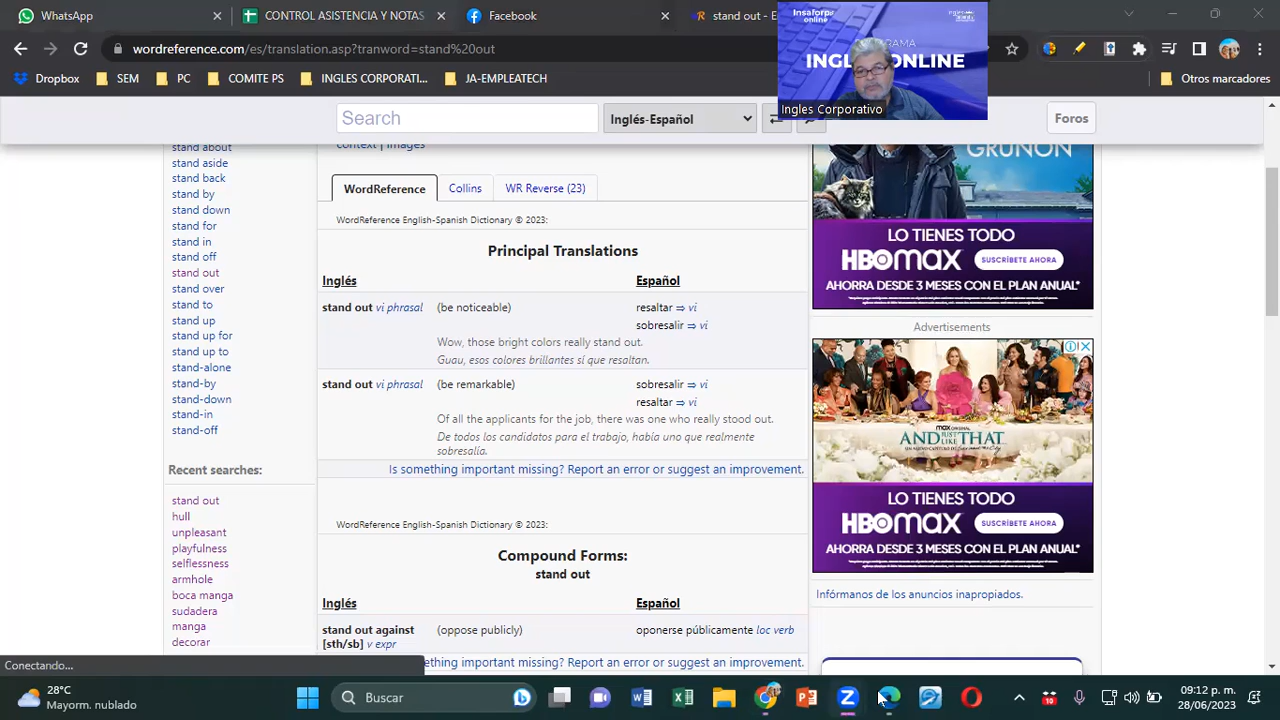 WhatsApp
CONTROL DE ASISTENCIA
NOTAS
Facebook
wordreference.com/es/translation.asp?tranword=stand%20out
Dropbox
SEM
PC
LIMITE PS
INGLES CORPORATI...
JA-EMPLEATECH
Otros marcadores
Insaforp
online
INGL
ONLINE
Ingles Corporativo
Search
Inglés-Español
Foros
context | images
stand about
stand aside
stand back
stand by
stand down
stand for
stand in
stand off
stand out
stand over
stand to
stand up
stand up for
stand up to
stand-alone
stand-by
stand-down
stand-in
stand-off
Recent searches:
stand out
hull
unpleasant
playfulness
selflessness
armhole
boca manga
sudadera
manga
decorar
WordReference
Collins
WR Reverse (23)
WordReference English-Spanish Dictionary © 2023:
Principal Translations
Inglés Español
stand out vi phrasal (be noticeable) resaltar ⇒ vi
sobresalir ⇒ vi
Wow, those bright colors really stand out.
Guau, esos colores brillantes sí que resaltan.
stand out vi phrasal (be remarkable) sobresalir ⇒ vi
resaltar ⇒ vi
Of all the applicants for the job, there was one who really stood out.
De todos los candidatos para el trabajo, había uno que realmente
sobresalía.
Is something important missing? Report an error or suggest an improvement.
WordReference English-Spanish Dictionary © 2023:
Compound Forms:
stand out
Inglés Español
stand out against (oppose publicly) oponerse públicamente loc verb
[sth/sb] v expr
omething important missing? Report an error or suggest an improvement.
GRUÑÓN
LO TIENES TODO
HBOMAX
SUSCRÍBETE AHORA
AHORA DESDE 3 MESES CON EL PLAN ANUAL*
Advertisements
max ORIGINAL
AND JUST LIKE THAT...
LO TIENES TODO
HBOMAX
SUSCRÍBETE AHORA
AHORA DESDE 3 MESES CON EL PLAN ANUAL*
Infórmanos de los anuncios inapropiados.
Conectando...
28°C
Mayorm. nublado
Buscar
10
09:12 p. m.
28/06/2023